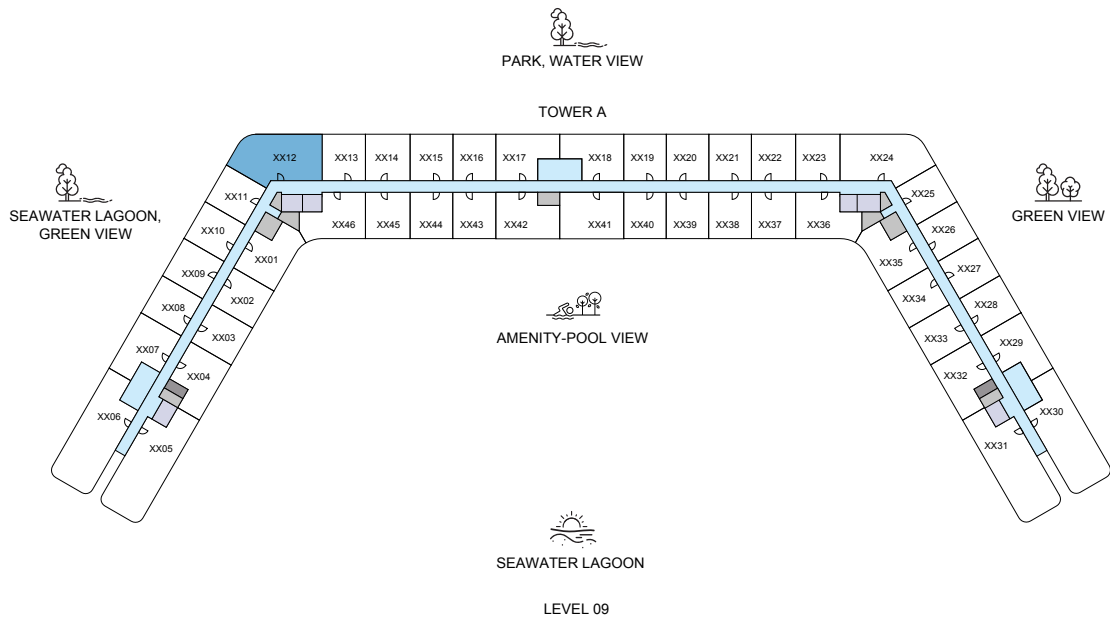 PARK, WATER VIEW
TOWER A
XX12
XX13
XX14
XX15
XX16
XX17
XX18
XX19
XX20
XX21
XX22
XX23
XX24
SEAWATER LAGOON,
GREEN VIEW
GREEN VIEW
XX11
XX10
XX09
XX08
XX07
XX06
XX01
XX02
XX03
XX04
XX05
XX46
XX45
XX44
XX43
XX42
XX41
XX40
XX39
XX38
XX37
XX36
XX25
XX26
XX27
XX28
XX29
XX30
XX35
XX34
XX33
XX32
XX31
AMENITY-POOL VIEW
SEAWATER LAGOON
LEVEL 09